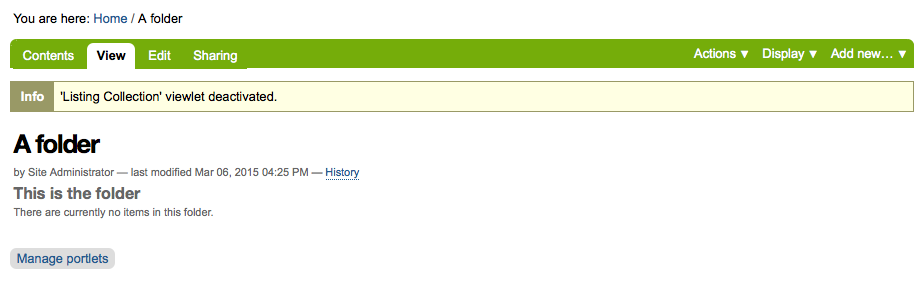 You are here: Home / A folder
Contents View Edit Sharing Actions ▼ Display ▼ Add new… ▼
Info 'Listing Collection' viewlet deactivated.
A folder
by Site Administrator — last modified Mar 06, 2015 04:25 PM — History
This is the folder
There are currently no items in this folder.
Manage portlets